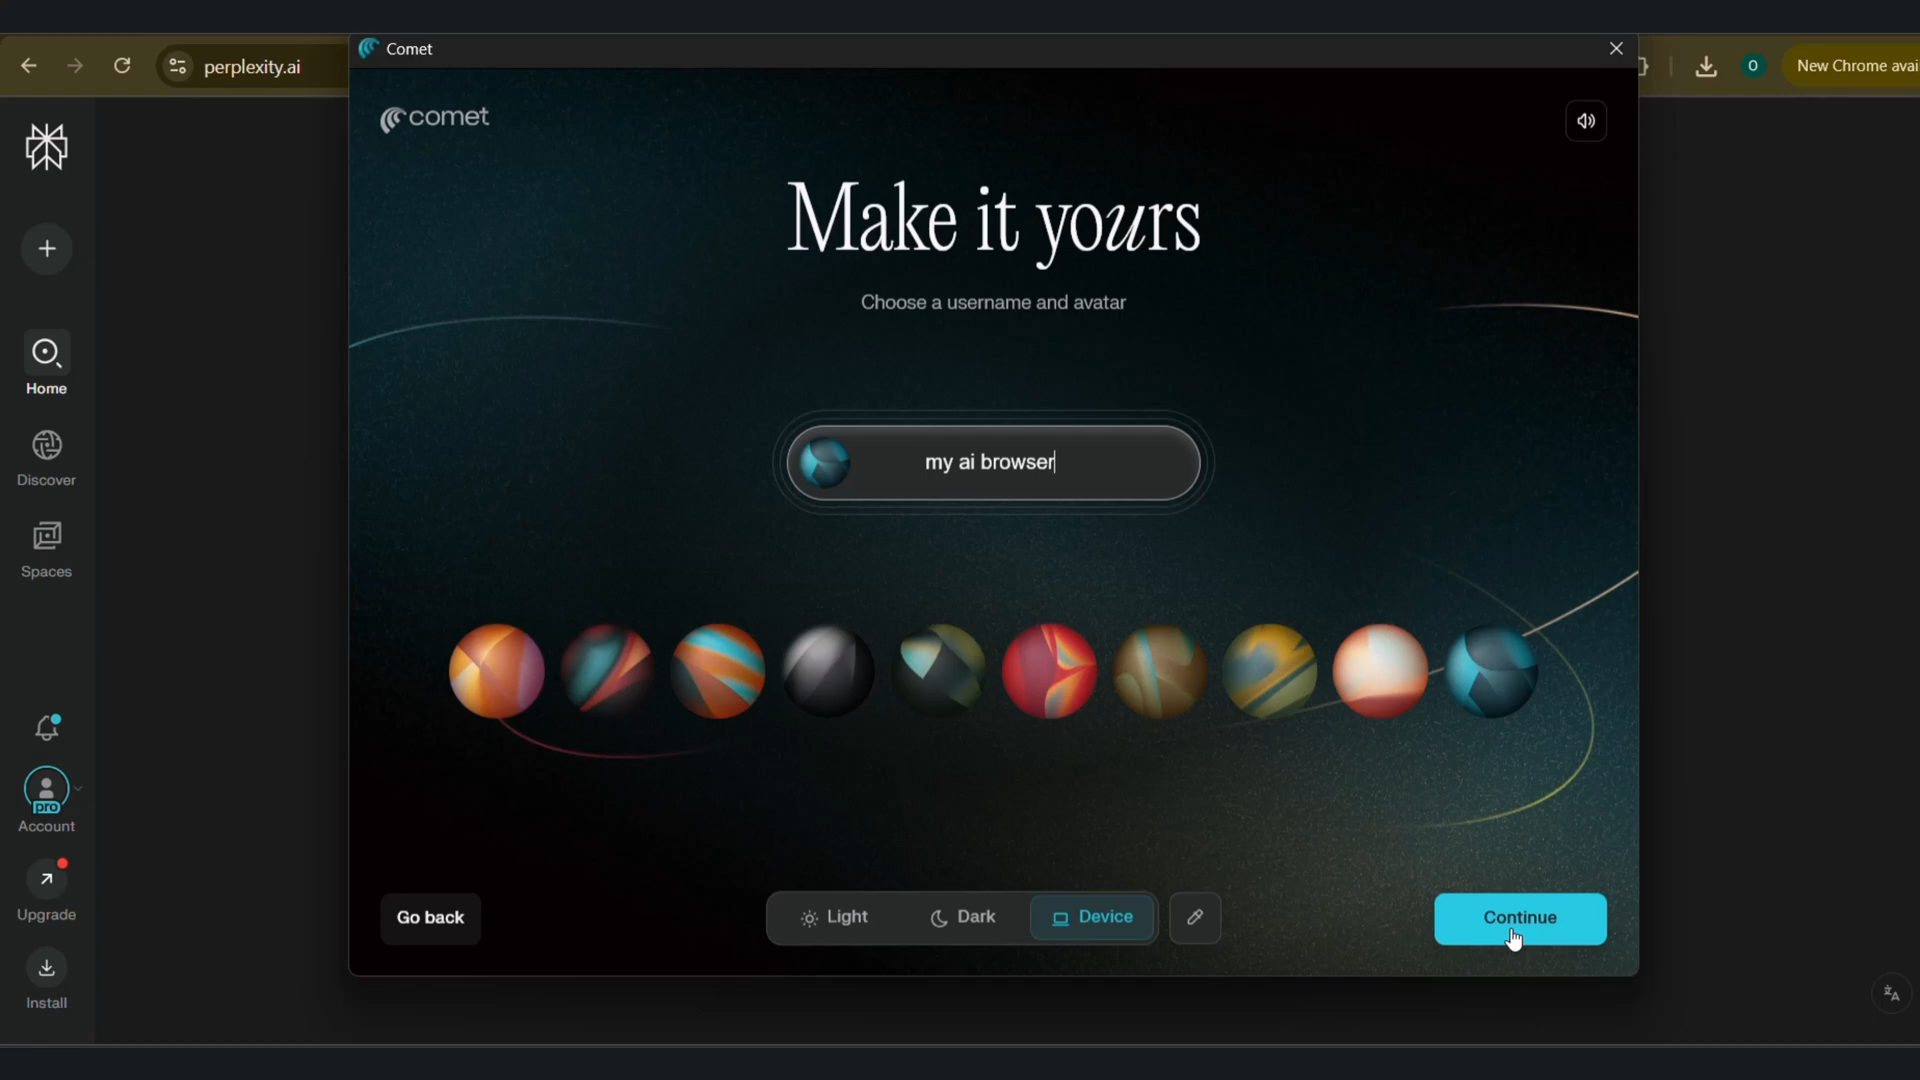 perplexity.ai
Comet
O
New Chrome avai
comet
Make it yours
Choose a username and avatar
my ai browser
Home
Discover
Spaces
pro
Account
Upgrade
Install
Go back
Light
Dark
Device
Continue